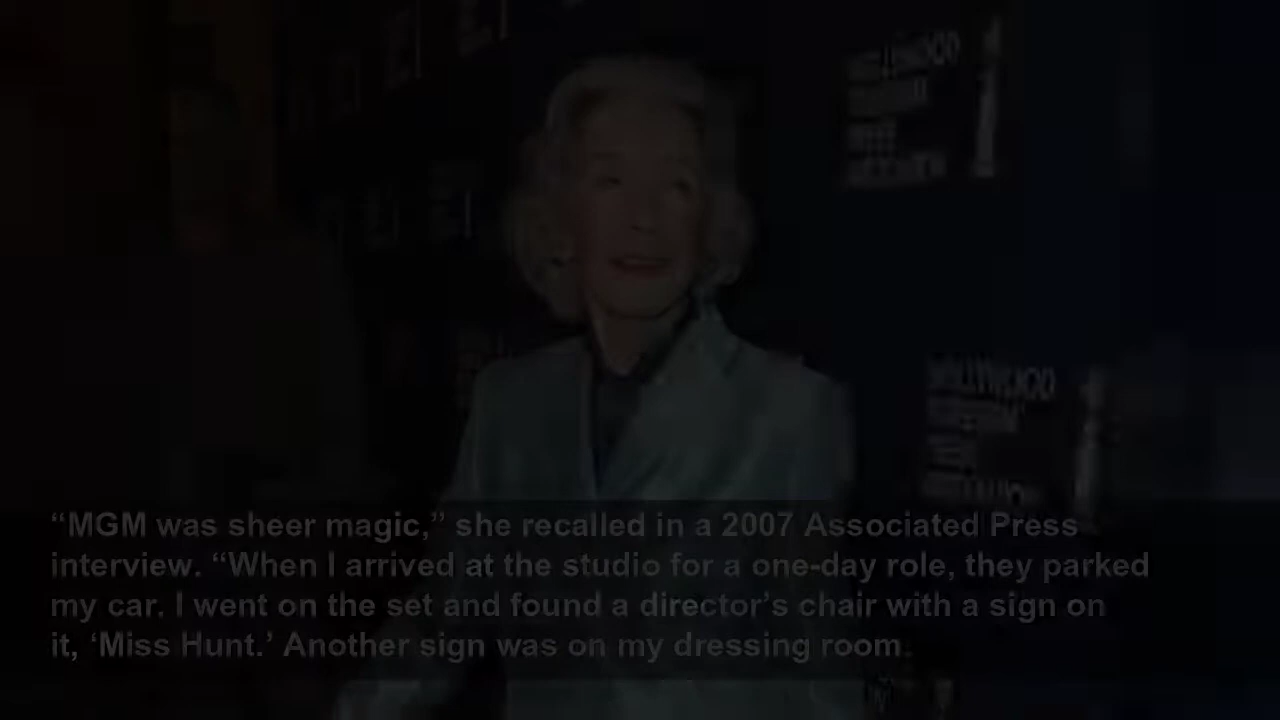 HOLLYWOOD
HOLLYWOOD
“MGM was sheer magic,” she recalled in a 2007 Associated Press
interview. “When I arrived at the studio for a one-day role, they parked
my car. I went on the set and found a director’s chair with a sign on
it, ‘Miss Hunt.’ Another sign was on my dressing room.